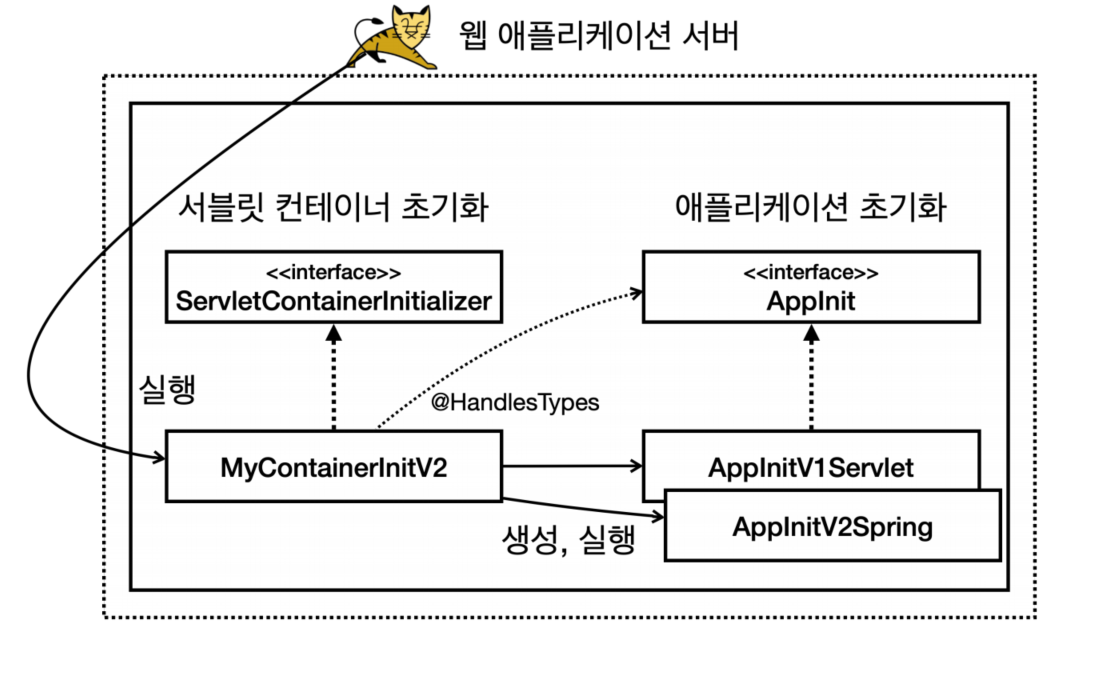 웹 애플리케이션 서버
서블릿 컨테이너 초기화
애플리케이션 초기화
<<interface>>
ServletContainerInitializer
<<interface>>
AppInit
실행
@HandlesTypes
MyContainerInitV2
AppInitV1Servlet
생성, 실행
AppInitV2Spring